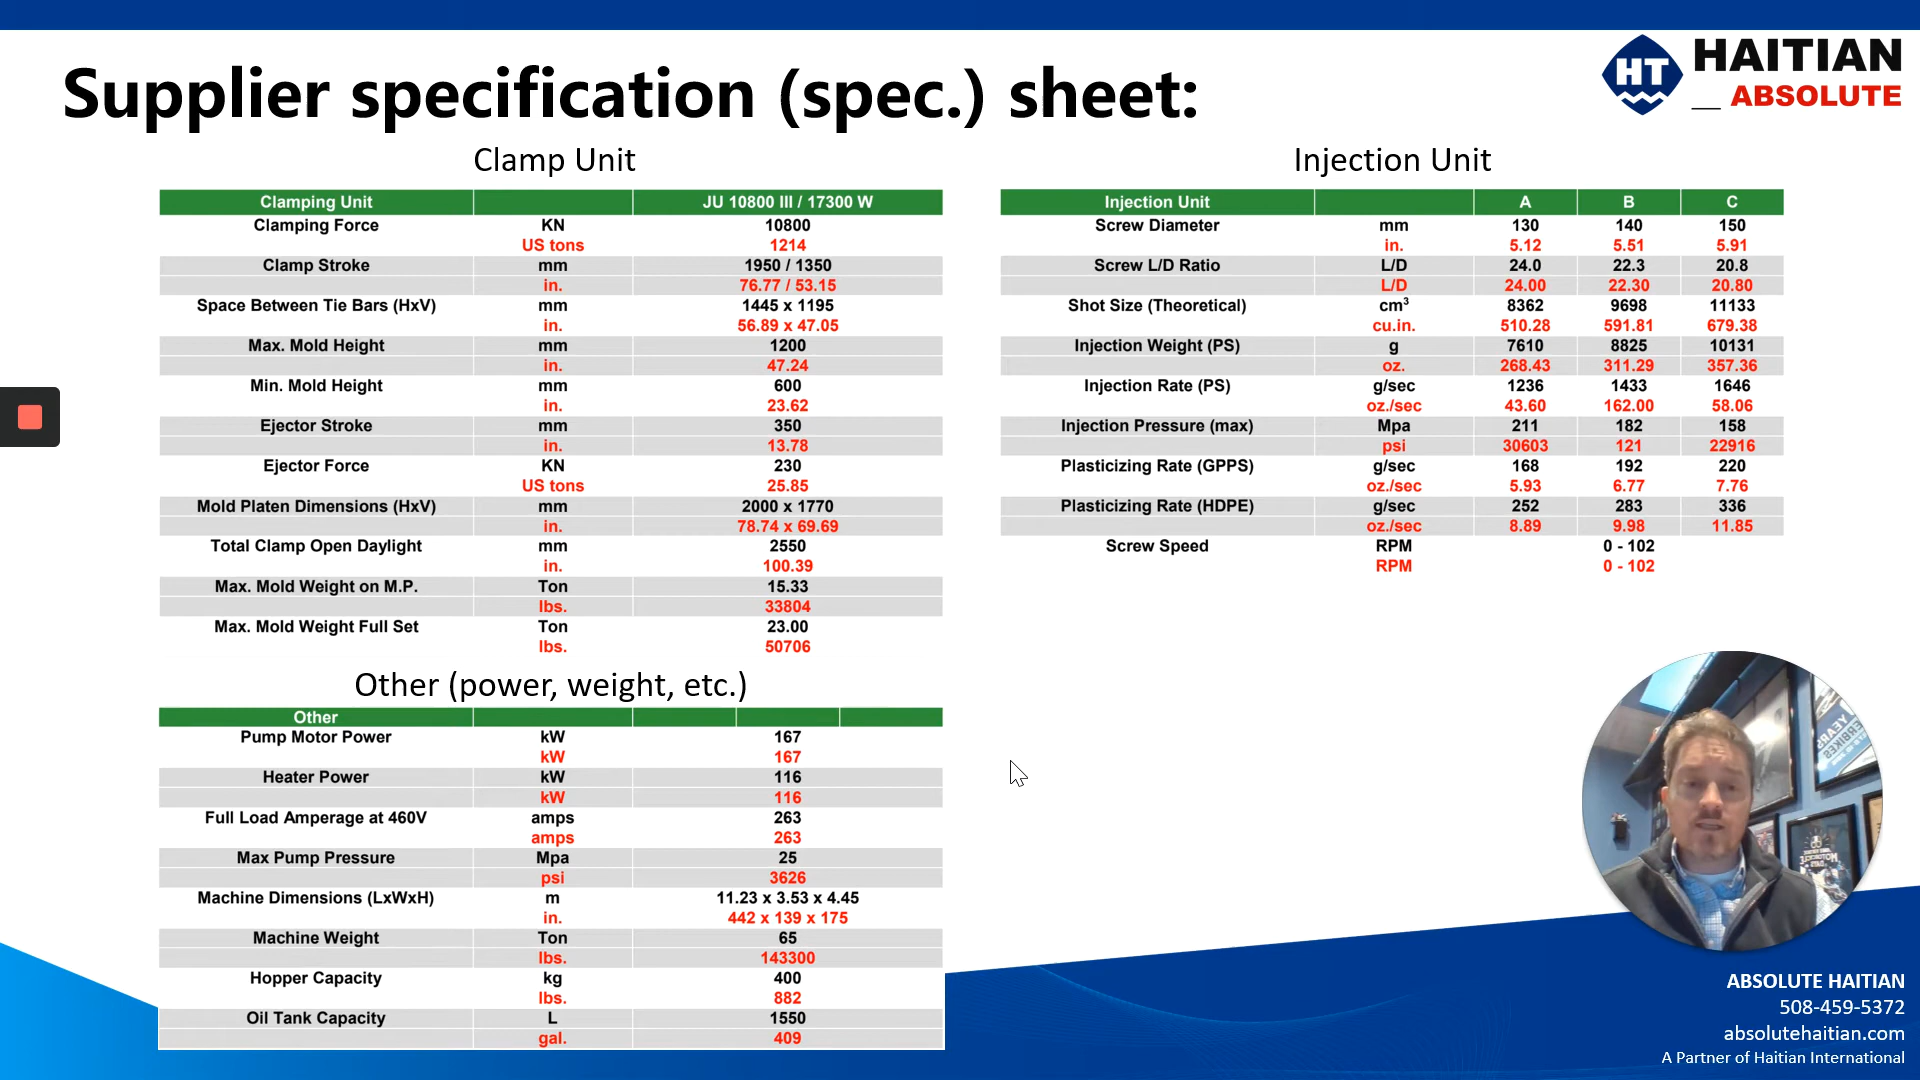 Supplier specification (spec.) sheet:
HT
HAITIAN
ABSOLUTE
Clamp Unit
Clamping Unit JU 10800 III / 17300 W
Clamping Force KN 10800
US tons 1214
Clamp Stroke mm 1950 / 1350
in. 76.77 / 53.15
Space Between Tie Bars (HxV) mm 1445 x 1195
in. 56.89 x 47.05
Max. Mold Height mm 1200
in. 47.24
Min. Mold Height mm 600
in. 23.62
Ejector Stroke mm 350
in. 13.78
Ejector Force KN 230
US tons 25.85
Mold Platen Dimensions (HxV) mm 2000 x 1770
in. 78.74 x 69.69
Total Clamp Open Daylight mm 2550
in. 100.39
Max. Mold Weight on M.P. Ton 15.33
lbs. 33804
Max. Mold Weight Full Set Ton 23.00
lbs. 50706
Injection Unit
Injection Unit A B C
Screw Diameter mm 130 140 150
in. 5.12 5.51 5.91
Screw L/D Ratio L/D 24.0 22.3 20.8
L/D 24.00 22.30 20.80
Shot Size (Theoretical) cm³ 8362 9698 11133
cu.in. 510.28 591.81 679.38
Injection Weight (PS) g 7610 8825 10131
oz. 268.43 311.29 357.36
Injection Rate (PS) g/sec 1236 1433 1646
oz./sec 43.60 162.00 58.06
Injection Pressure (max) Mpa 211 182 158
psi 30603 121 22916
Plasticizing Rate (GPPS) g/sec 168 192 220
oz./sec 5.93 6.77 7.76
Plasticizing Rate (HDPE) g/sec 252 283 336
oz./sec 8.89 9.98 11.85
Screw Speed RPM 0 - 102
RPM 0 - 102
Other (power, weight, etc.)
Other
Pump Motor Power kW 167
kW 167
Heater Power kW 116
kW 116
Full Load Amperage at 460V amps 263
amps 263
Max Pump Pressure Mpa 25
psi 3626
Machine Dimensions (LxWxH) m 11.23 x 3.53 x 4.45
in. 442 x 139 x 175
Machine Weight Ton 65
lbs. 143300
Hopper Capacity kg 400
lbs. 882
Oil Tank Capacity L 1550
gal. 409
ABSOLUTE HAITIAN
508-459-5372
absolutehaitian.com
A Partner of Haitian International